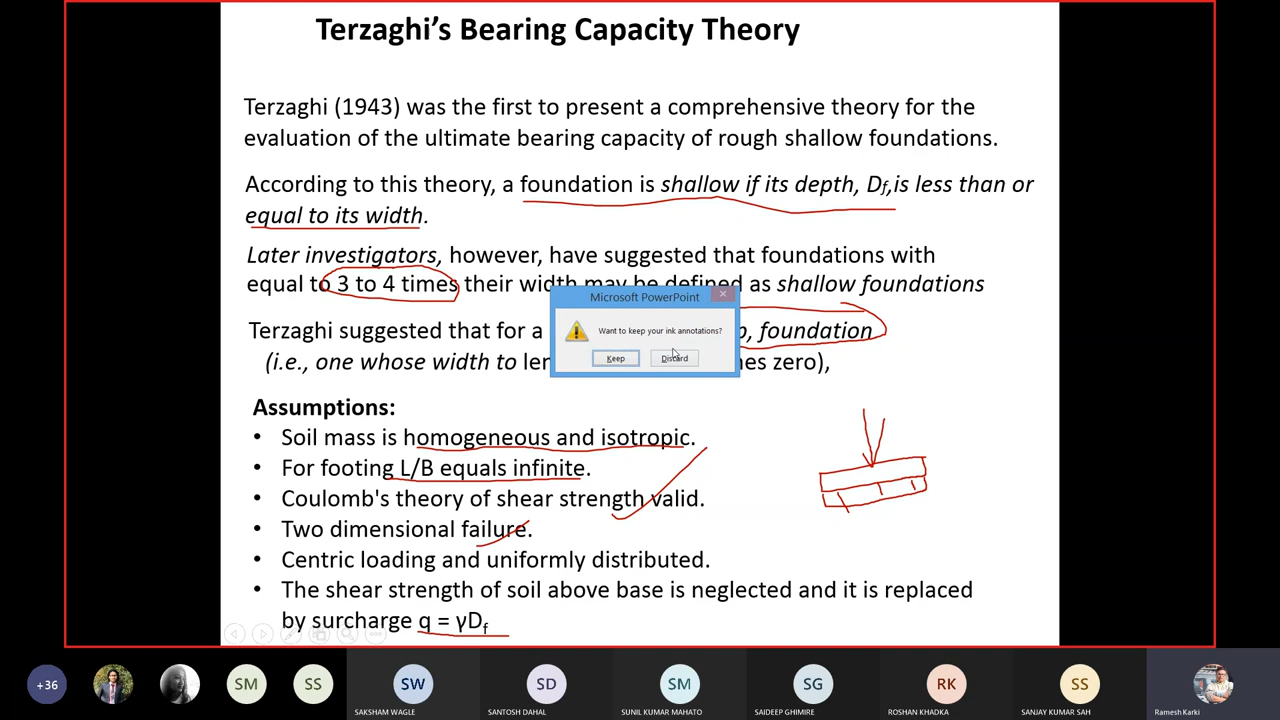 Terzaghi’s Bearing Capacity Theory
Terzaghi (1943) was the first to present a comprehensive theory for the
evaluation of the ultimate bearing capacity of rough shallow foundations.
According to this theory, a foundation is shallow if its depth, Df,is less than or
equal to its width.
Later investigators, however, have suggested that foundations with
equal to 3 to 4 times their width may be defined as shallow foundations
Terzaghi suggested that for a foundation
(i.e., one whose width to zero),
Microsoft PowerPoint
Want to keep your ink annotations?
Keep Discard
Assumptions:
• Soil mass is homogeneous and isotropic.
• For footing L/B equals infinite.
• Coulomb's theory of shear strength valid.
• Two dimensional failure.
• Centric loading and uniformly distributed.
• The shear strength of soil above base is neglected and it is replaced
by surcharge q = γDf
+36 SM SS SW SD SM SG RK SS
SAKSHAM WAGLE SANTOSH DAHAL SUNIL KUMAR MAHATO SAIDEEP GHIMIRE ROSHAN KHADKA SANJAY KUMAR SAH Ramesh Karki